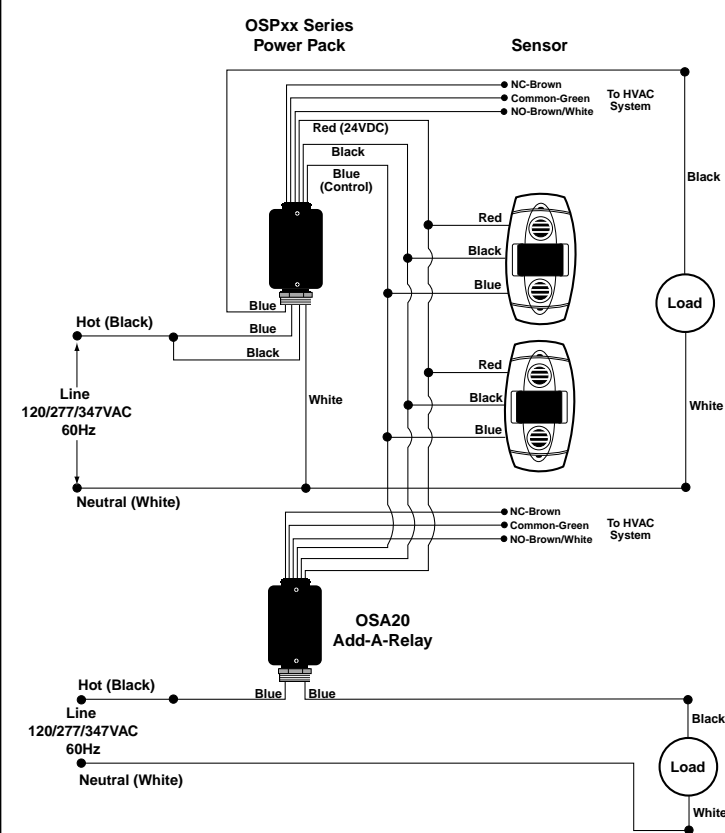 OSPxx Series
Power Pack
Sensor
NC-Brown
Common-Green
NO-Brown/White
To HVAC
System
Red (24VDC)
Black
Blue
(Control)
Black
Red
Black
Blue
Load
Blue
Hot (Black)
Blue
Black
Line
120/277/347VAC
60Hz
White
Red
Black
Blue
White
Neutral (White)
NC-Brown
Common-Green
NO-Brown/White
To HVAC
System
OSA20
Add-A-Relay
Hot (Black)
Blue
Blue
Line
120/277/347VAC
60Hz
Black
Neutral (White)
Load
White